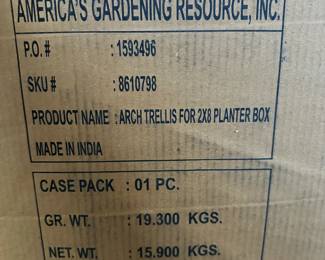 AMERICA'S GARDENING RESOURCE, INC.
P.O.# : 1593496
SKU# : 8610798
PRODUCT NAME : ARCH TRELLIS FOR 2X8 PLANTER BOX
MADE IN INDIA
CASE PACK : 01 PC.
GR. WT. : 19.300 KGS.
NET. WT. : 15.900 KGS.